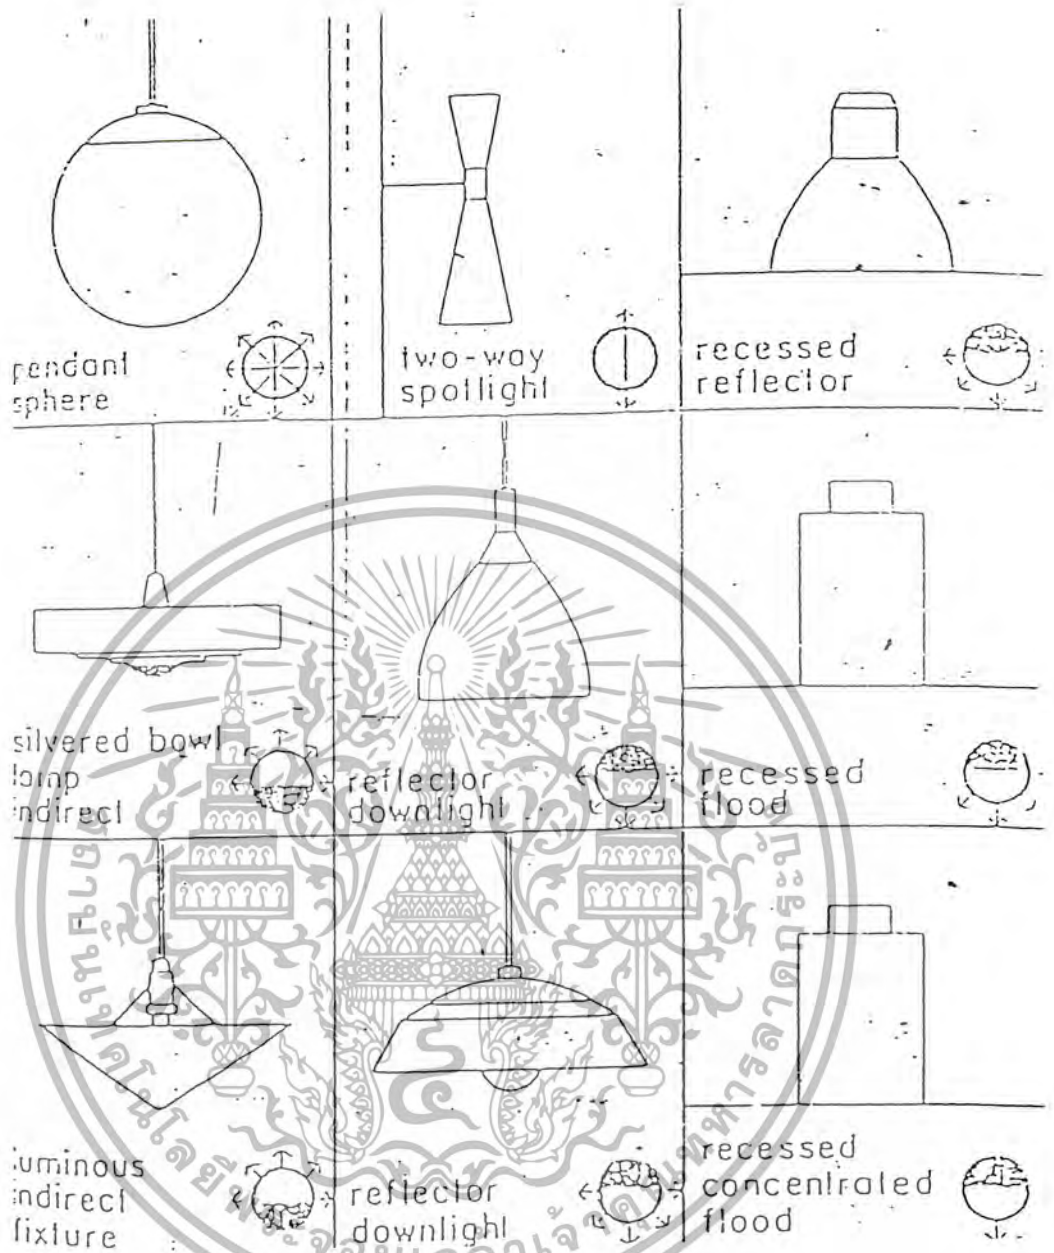 pendant
sphere
two-way
spotlight
recessed
reflector
silvered bowl
lamp
indirect
reflector
downlight
recessed
flood
luminous
indirect
fixture
reflector
downlight
recessed
concentrated
flood